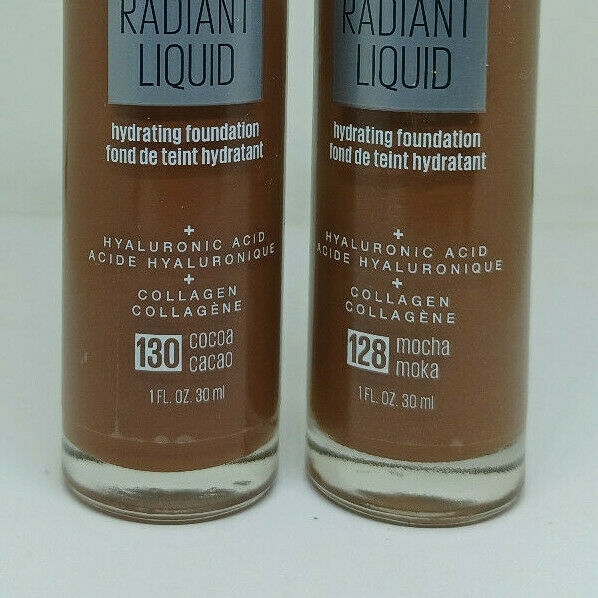 RADIANT
LIQUID
hydrating foundation
fond de teint hydratant
+
HYALURONIC ACID
ACIDE HYALURONIQUE
+
COLLAGEN
COLLAGÈNE
130 cocoa
cacao
1 FL. OZ. 30 ml
RADIANT
LIQUID
hydrating foundation
fond de teint hydratant
+
HYALURONIC ACID
ACIDE HYALURONIQUE
+
COLLAGEN
COLLAGÈNE
128 mocha
moka
1 FL. OZ. 30 ml